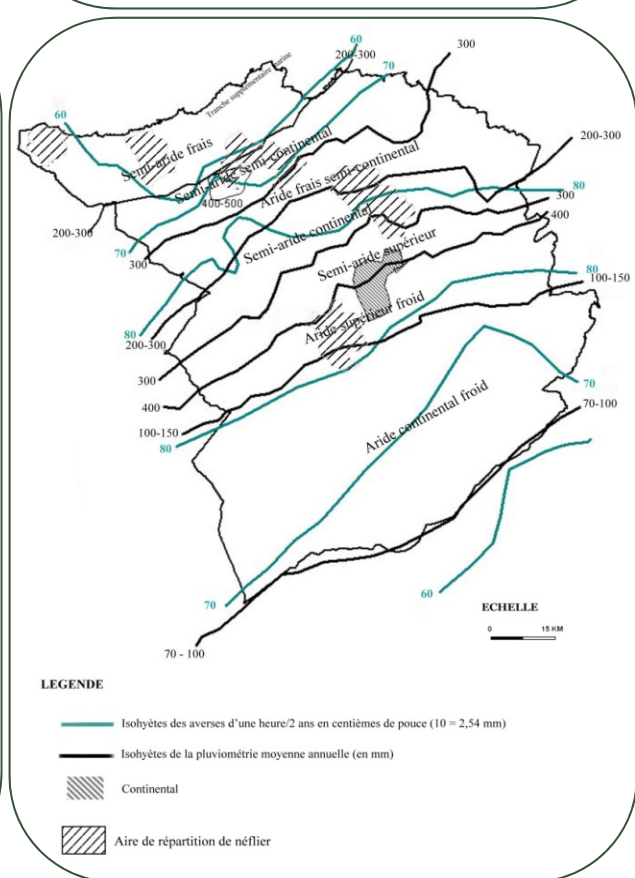 60
200-300
70
300
Tranche supplémentaire marine
60
Semi-aride frais
Semi-aride semi-continental
400-500
Aride frais semi-continental
200-300
80
300
400
200-300
70
300
Semi-aride continental
Semi-aride supérieur
80
100-150
80
200-300
Aride supérieur froid
300
400
100-150
80
70
70-100
Aride continental froid
70
60
70 - 100
ECHELLE
0 15 KM
LEGENDE
Isohyètes des averses d'une heure/2 ans en centièmes de pouce (10 = 2,54 mm)
Isohyètes de la pluviométrie moyenne annuelle (en mm)
Continental
Aire de répartition de néflier